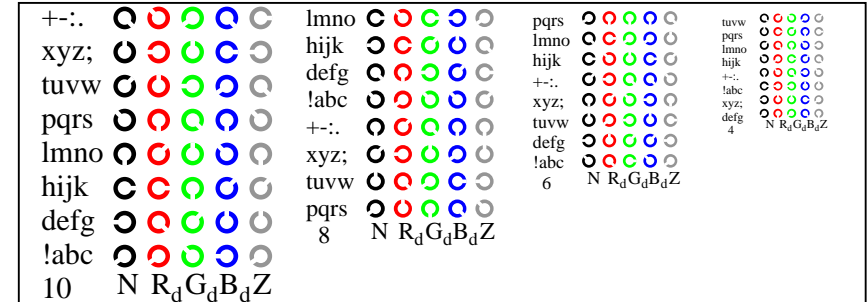 +-:.
xyz;
tuvw
pqrs
lmno
hijk
defg
!abc
10 N RdGdBdZ
lmno
hijk
defg
!abc
+-:.
xyz;
tuvw
pqrs
8 N RdGdBdZ
pqrs
lmno
hijk
+-:.
xyz;
tuvw
defg
!abc
6 N RdGdBdZ
tuvw
pqrs
lmno
hijk
+-:.
!abc
xyz;
defg
4 N RdGdBdZ